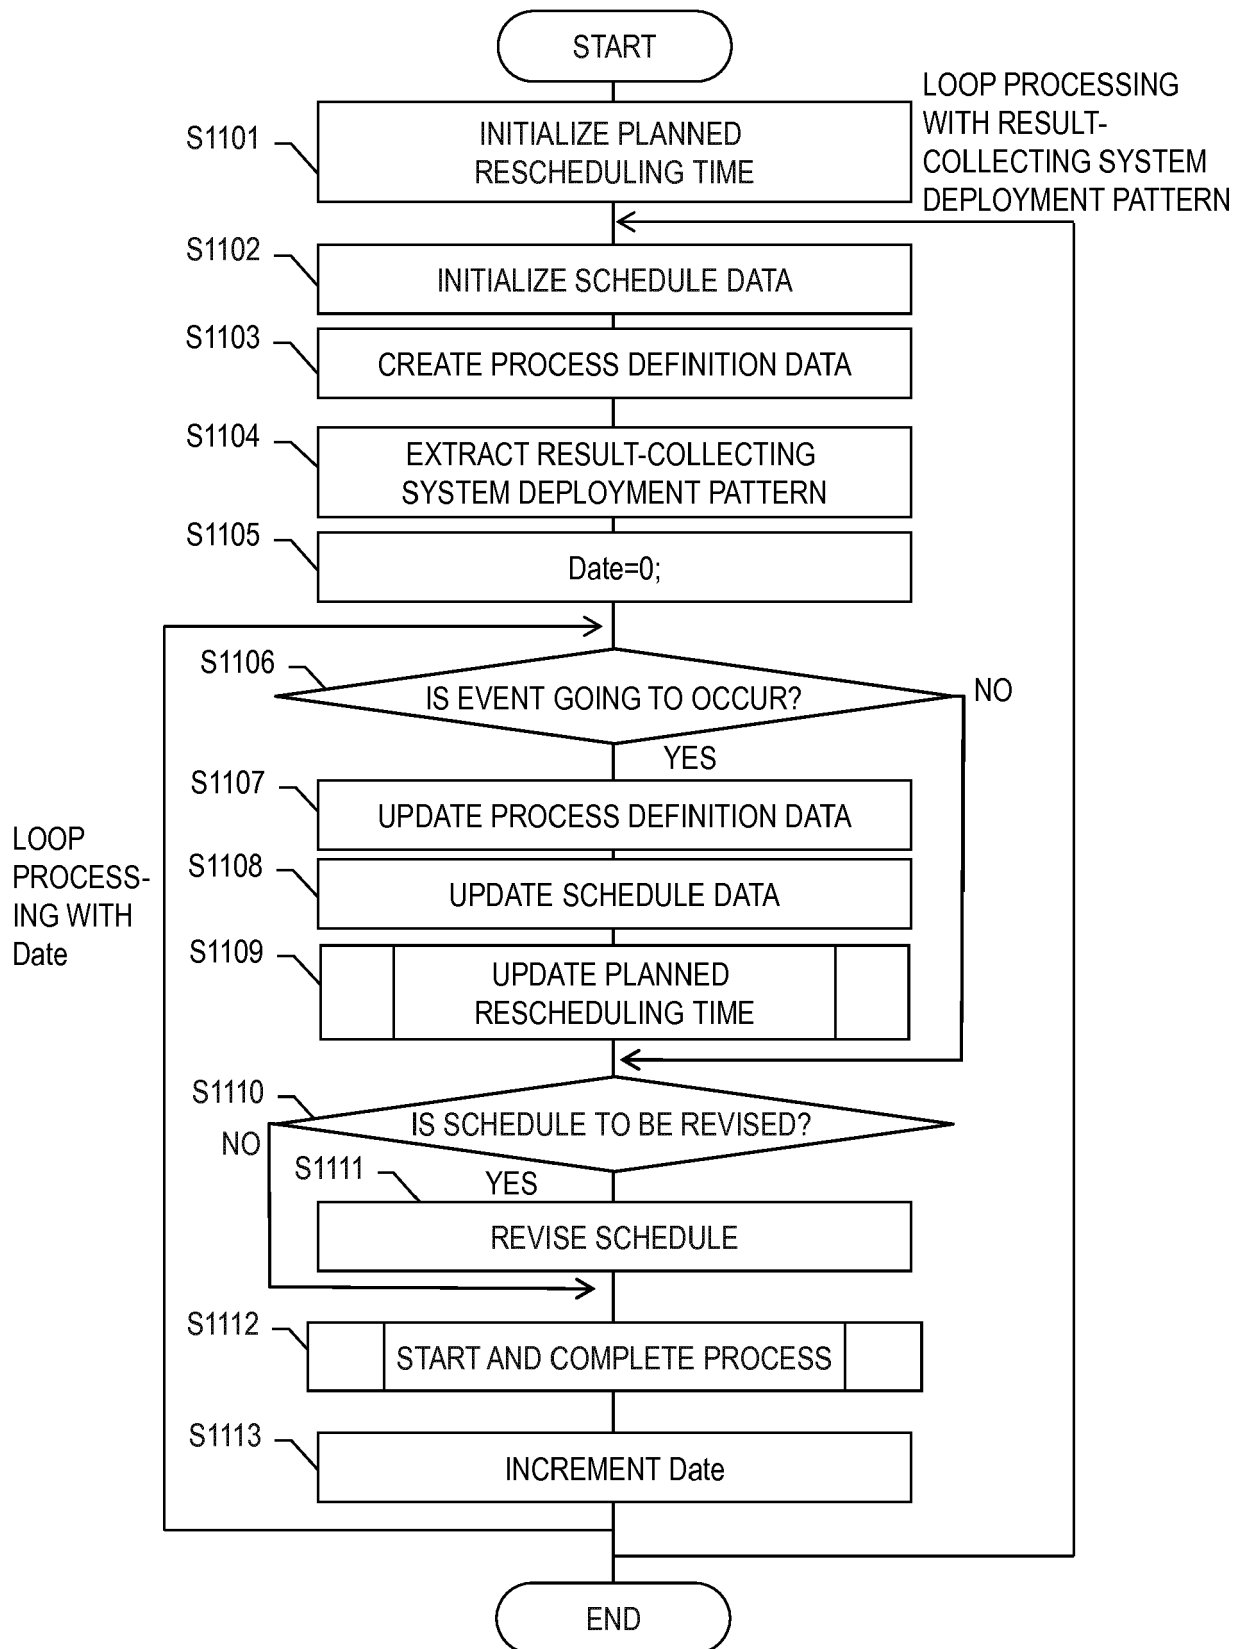 START
LOOP PROCESSING
WITH RESULT-
COLLECTING SYSTEM
DEPLOYMENT PATTERN
S1101
INITIALIZE PLANNED
RESCHEDULING TIME
S1102
INITIALIZE SCHEDULE DATA
S1103
CREATE PROCESS DEFINITION DATA
S1104
EXTRACT RESULT-COLLECTING
SYSTEM DEPLOYMENT PATTERN
S1105
Date=0;
S1106
IS EVENT GOING TO OCCUR?
NO
YES
S1107
UPDATE PROCESS DEFINITION DATA
LOOP
PROCESS-
ING WITH
Date
S1108
UPDATE SCHEDULE DATA
S1109
UPDATE PLANNED
RESCHEDULING TIME
S1110
IS SCHEDULE TO BE REVISED?
NO
YES
S1111
REVISE SCHEDULE
S1112
START AND COMPLETE PROCESS
S1113
INCREMENT Date
END